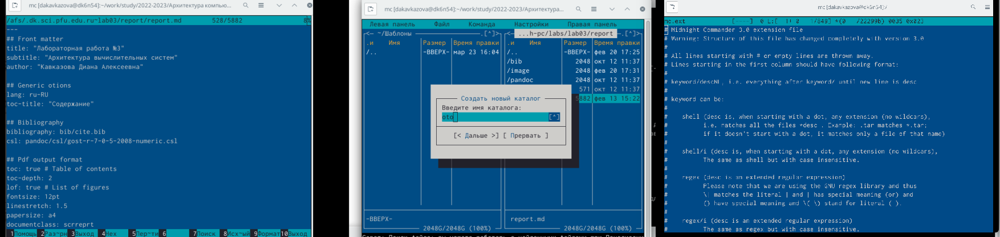 mc [dakavkazova@dk6n54]:~/work/study/2022-2023/Архитектура компью...
/afs/.dk.sci.pfu.edu.ru~lab03/report/report.md 528/5882 8%
---
## Front matter
title: "Лабораторная работа №3"
subtitle: "Архитектура вычислительных систем"
author: "Кавказова Диана Алексеевна"
## Generic otions
lang: ru-RU
toc-title: "Содержание"
## Bibliography
bibliography: bib/cite.bib
csl: pandoc/csl/gost-r-7-0-5-2008-numeric.csl
## Pdf output format
toc: true # Table of contents
toc-depth: 2
lof: true # List of figures
fontsize: 12pt
linestretch: 1.5
papersize: a4
documentclass: scrreprt
1Помощь 2Раз~рн 3Выход 4Hex 5Пер~ти 6 7Поиск 8Исх~ый 9Формат 10Выход
mc [dakavkazova@dk6n54]:~/work/study/2022-2023/Архитектура...
Левая панель Файл Команда Настройки Правая панель
<— ~/Шаблоны .[^]>
.и Имя Размер Время правки
/.. -ВВЕРХ- мар 23 16:04
-ВВЕРХ-
2048G/2048G (100%)
<— ...h-pc/labs/lab03/report .[^]>
.и Имя Размер Время правки
/.. -ВВЕРХ- фев 20 17:25
/bib 2048 окт 12 11:37
/image 2048 фев 20 17:31
/pandoc 2048 окт 12 11:37
571 окт 12 11:37
5882 фев 13 15:22
report.md
2048G/2048G (100%)
Создать новый каталог
Введите имя каталога:
oto [^]
[< Дальше >] [ Прервать ]
mc [dakavkazova@dk6n54]:/
mc.ext [----] 0 L:[ 1+ 0 1/849] *(0 /22299b) 0035 0x023
# Midnight Commander 3.0 extension file
# Warning: Structure of this file has changed completely with version 3.0
#
# All lines starting with # or empty lines are thrown away.
# Lines starting in the first column should have following format:
#
# keyword/descNL, i.e. everything after keyword/ until new line is desc
#
# keyword can be:
#
# shell (desc is, when starting with a dot, any extension (no wildcars),
# i.e. matches all the files *desc . Example: .tar matches *.tar;
# if it doesn't start with a dot, it matches only a file of that name)
#
# shell/i (desc is, when starting with a dot, any extension (no wildcars),
# The same as shell but with case insensitive.
#
# regex (desc is an extended regular expression)
# Please note that we are using the GNU regex library and thus
# \| matches the literal | and | has special meaning (or) and
# () have special meaning and \( \) stand for literal ( ).
#
# regex/i (desc is an extended regular expression)
# The same as regex but with case insensitive.